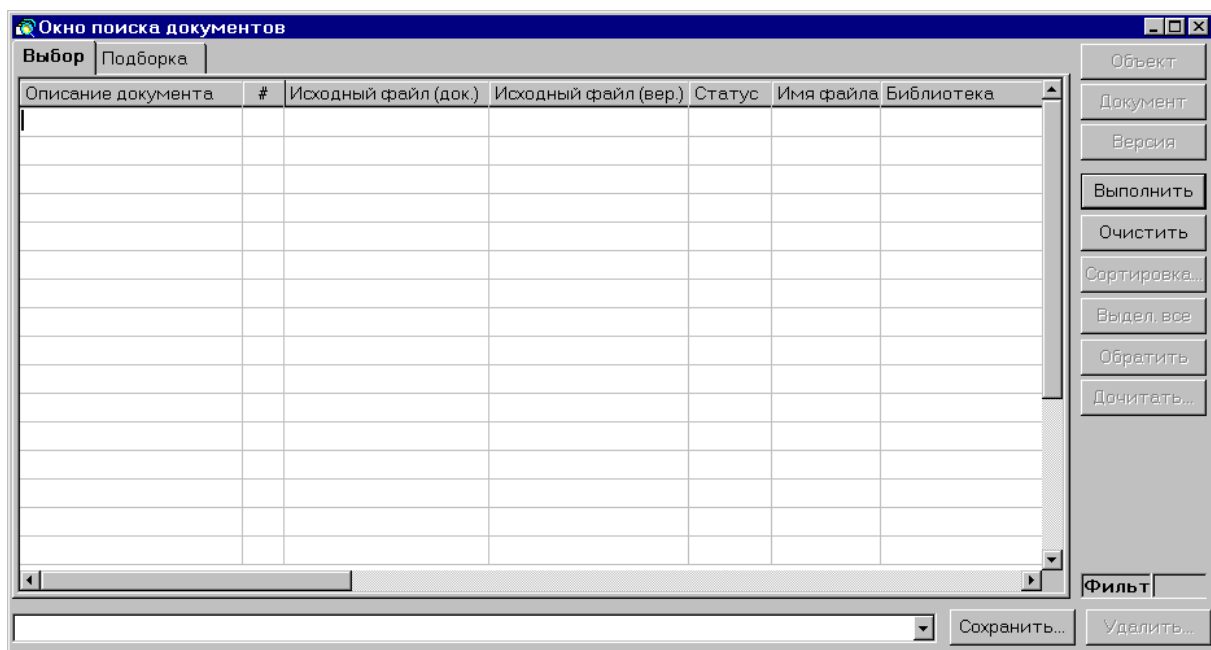 Окно поиска документов
Выбор Подборка
Описание документа # Исходный файл (док.) Исходный файл (вер.) Статус Имя файла Библиотека
Объект
Документ
Версия
Выполнить
Очистить
Сортировка...
Выдел. все
Обратить
Дочитать...
Фильт
Сохранить... Удалить...